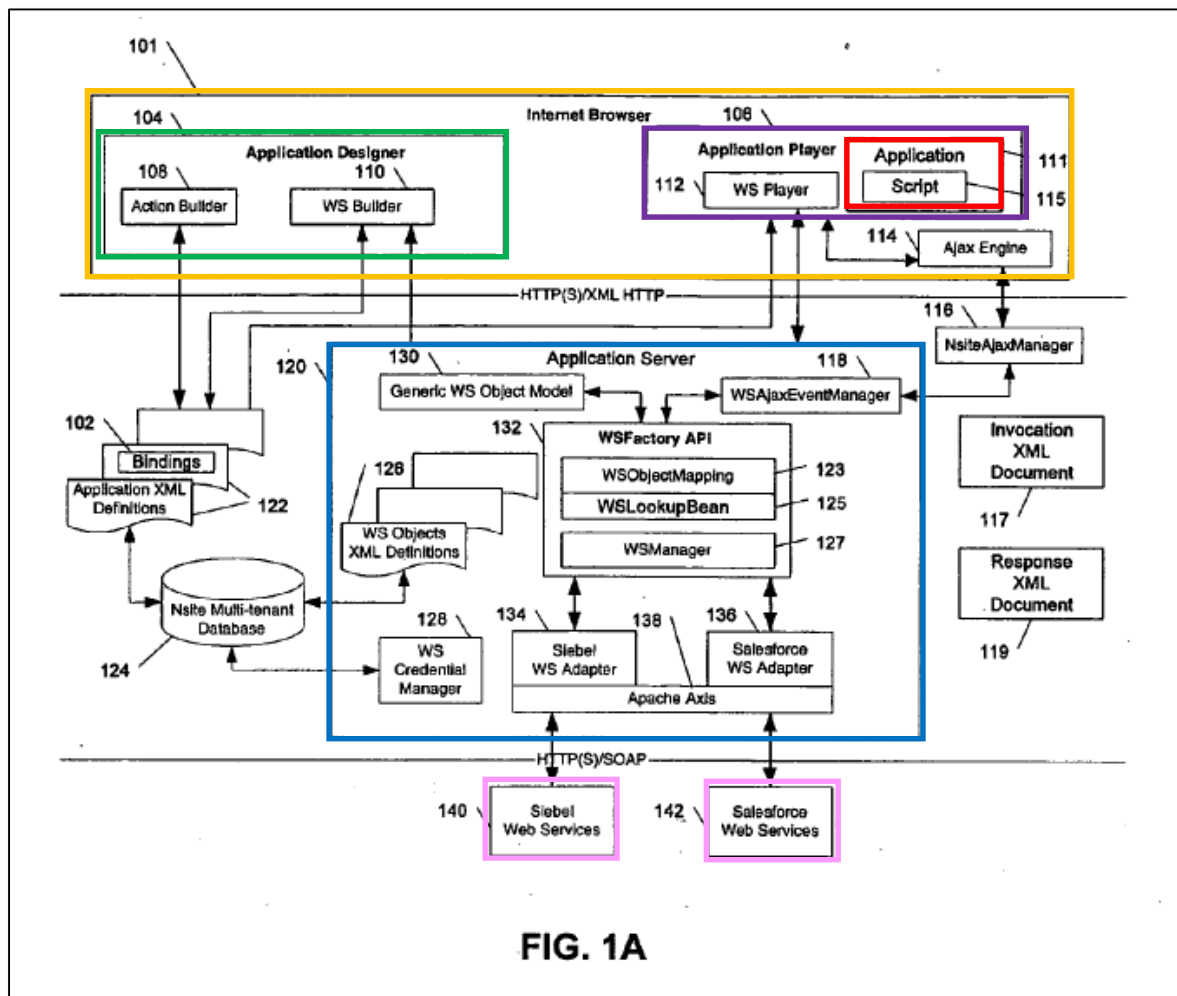 101
Internet Browser
104
106
Application Designer
108
110
Action Builder
WS Builder
Application Player
112
WS Player
Application
Script
111
115
114
Ajax Engine
HTTP(S)/XML HTTP
116
NsiteAjaxManager
120
130
Application Server
118
Generic WS Object Model
WSAjaxEventManager
102
Bindings
Application XML
Definitions
122
132
WSFactory API
WSObjectMapping
123
WSLookupBean
125
WSManager
127
126
WS Objects
XML Definitions
Invocation
XML
Document
117
Response
XML
Document
119
Nsite Multi-tenant
Database
124
128
WS
Credential
Manager
134
138
136
Siebel
WS Adapter
Salesforce
WS Adapter
Apache Axis
HTTP(S)/SOAP
140
Siebel
Web Services
142
Salesforce
Web Services
FIG. 1A